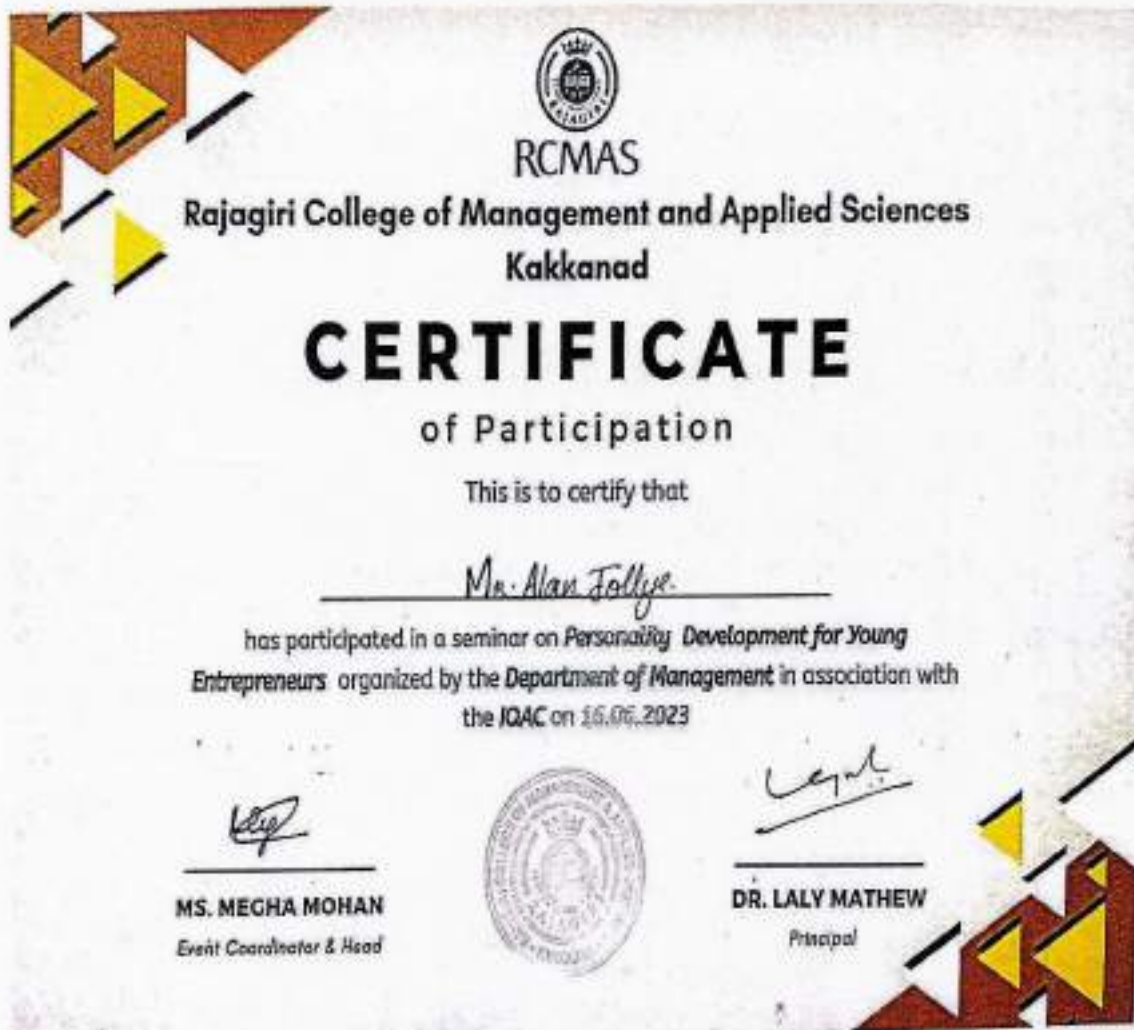 RAJAGIRI
RCMAS
Rajagiri College of Management and Applied Sciences
Kakkanad
CERTIFICATE
of Participation
This is to certify that
Mr. Alan Jollye.
has participated in a seminar on Personality Development for Young
Entrepreneurs organized by the Department of Management in association with
the IQAC on 16.06.2023
MS. MEGHA MOHAN
Event Coordinator & Head
DR. LALY MATHEW
Principal